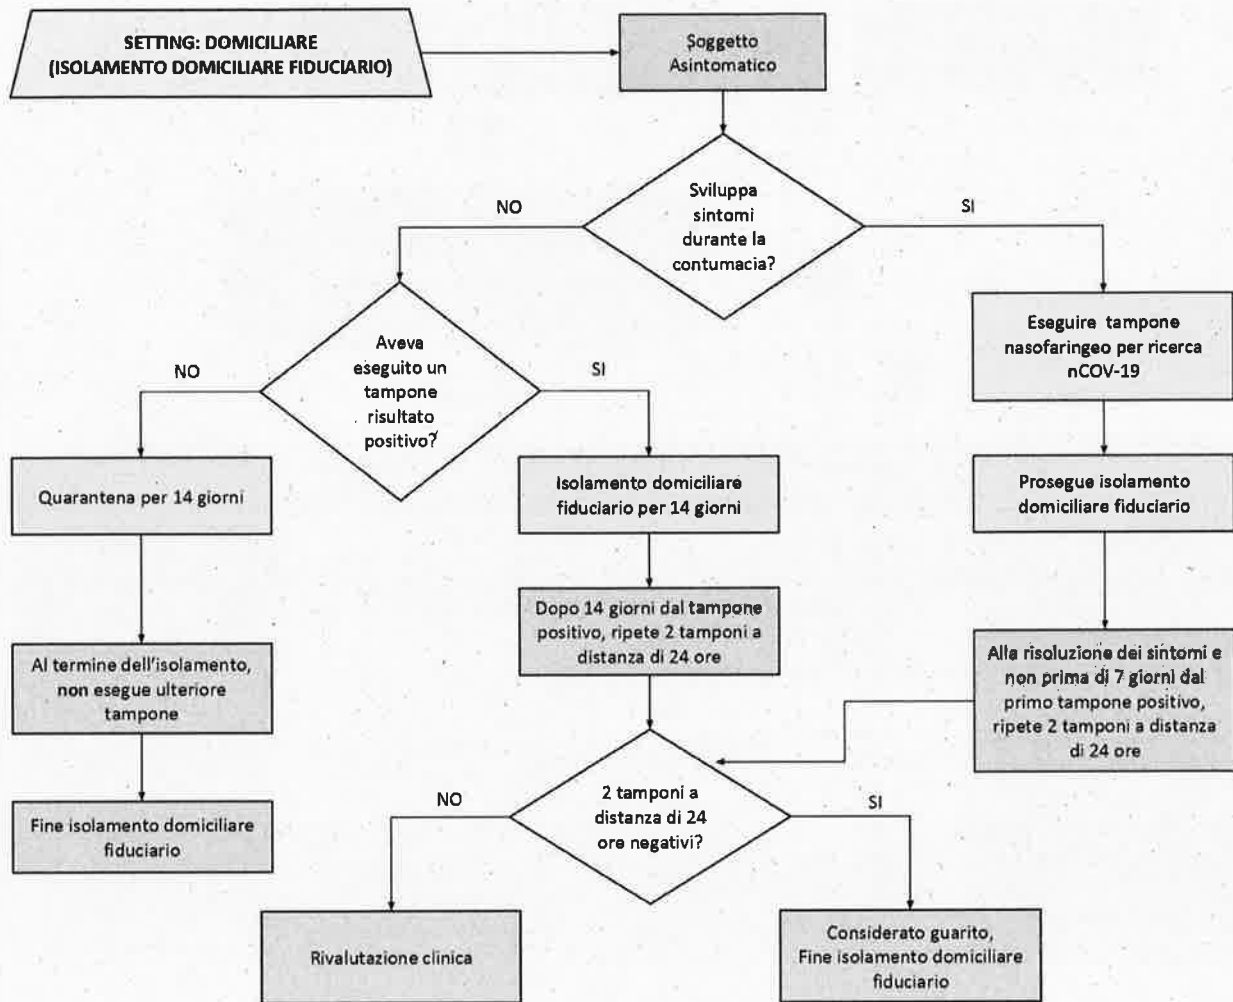 SETTING: DOMICILIARE
(ISOLAMENTO DOMICILIARE FIDUCIARIO)
Soggetto
Asintomatico
Sviluppa
sintomi
durante la
contumacia?
NO
SI
Aveva
eseguito un
tampone
risultato
positivo?
NO
SI
Eseguire tampone
nasofaringeo per ricerca
nCOV-19
Quarantena per 14 giorni
Isolamento domiciliare
fiduciario per 14 giorni
Prosegue isolamento
domiciliare fiduciario
Al termine dell'isolamento,
non esegue ulteriore
tampone
Dopo 14 giorni dal tampone
positivo, ripete 2 tamponi a
distanza di 24 ore
Alla risoluzione dei sintomi e
non prima di 7 giorni dal
primo tampone positivo,
ripete 2 tamponi a distanza
di 24 ore
Fine isolamento domiciliare
fiduciario
2 tamponi a
distanza di 24
ore negativi?
NO
SI
Rivalutazione clinica
Considerato guarito,
Fine isolamento domiciliare
fiduciario